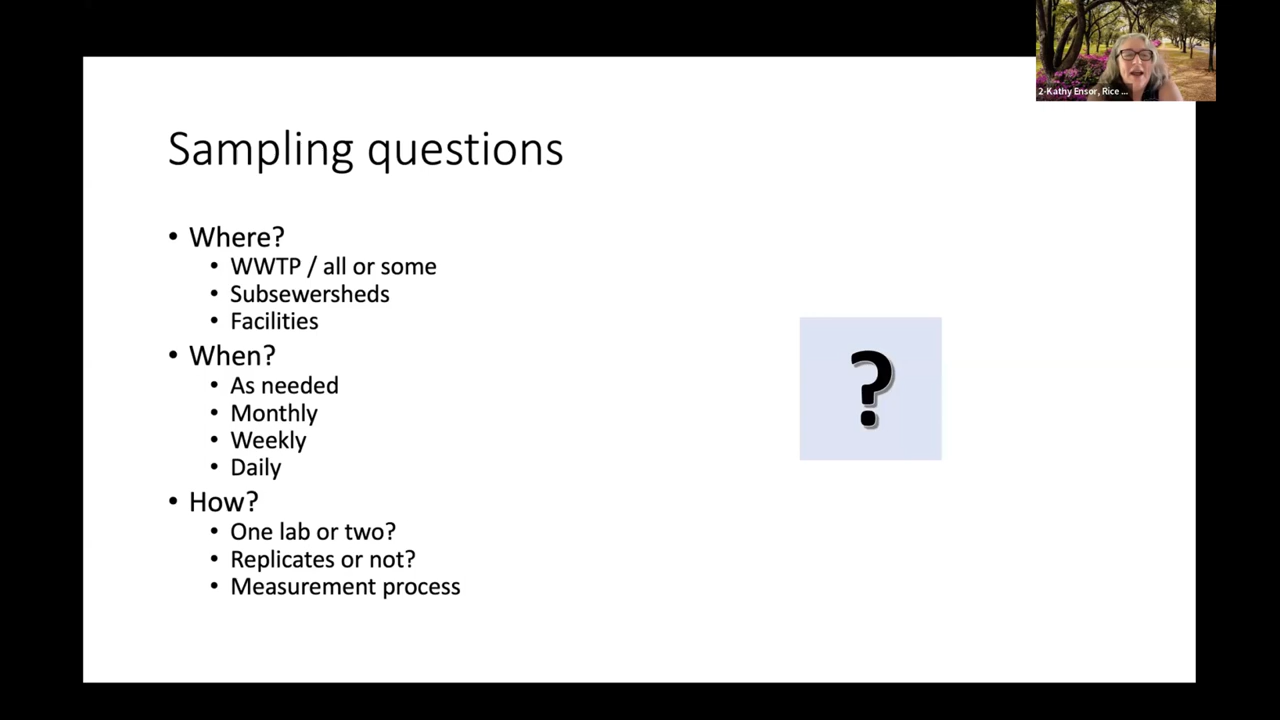 2-Kathy Ensor, Rice ...
Sampling questions
• Where?
• WWTP / all or some
• Subsewersheds
• Facilities
• When?
• As needed
• Monthly
• Weekly
• Daily
• How?
• One lab or two?
• Replicates or not?
• Measurement process
?